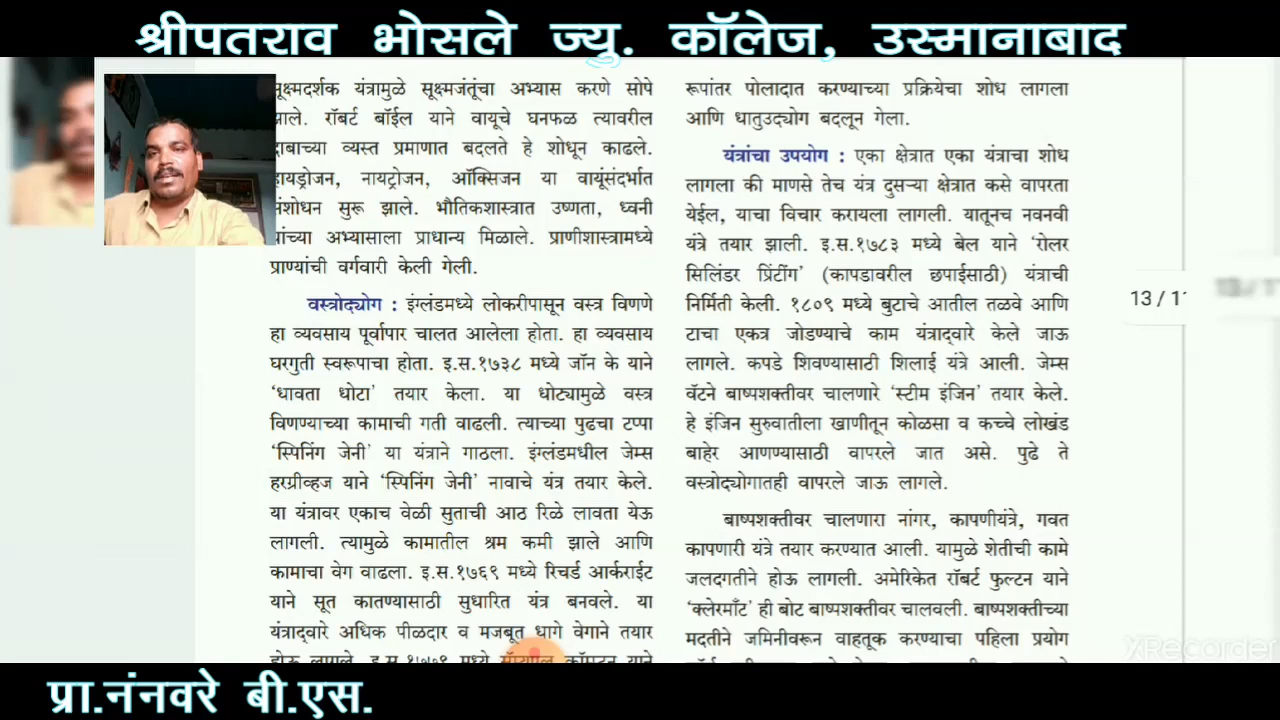 श्रीपतराव भोसले ज्यु. कॉलेज, उस्मानाबाद
सूक्ष्मदर्शक यंत्रामुळे सूक्ष्मजंतूंचा अभ्यास करणे सोपे
झाले. रॉबर्ट बॉईल याने वायूचे घनफळ त्यावरील
दाबाच्या व्यस्त प्रमाणात बदलते हे शोधून काढले.
हायड्रोजन, नायट्रोजन, ऑक्सिजन या वायूंसंदर्भात
संशोधन सुरू झाले. भौतिकशास्त्रात उष्णता, ध्वनी
यांच्या अभ्यासाला प्राधान्य मिळाले. प्राणीशास्त्रामध्ये
प्राण्यांची वर्गवारी केली गेली.
वस्त्रोद्योग : इंग्लंडमध्ये लोकरीपासून वस्त्र विणणे
हा व्यवसाय पूर्वापार चालत आलेला होता. हा व्यवसाय
घरगुती स्वरूपाचा होता. इ.स.१७३८ मध्ये जॉन के याने
‘धावता धोटा’ तयार केला. या धोट्यामुळे वस्त्र
विणण्याच्या कामाची गती वाढली. त्याच्या पुढचा टप्पा
‘स्पिनिंग जेनी’ या यंत्राने गाठला. इंग्लंडमधील जेम्स
हरग्रीव्हज याने ‘स्पिनिंग जेनी’ नावाचे यंत्र तयार केले.
या यंत्रावर एकाच वेळी सुताची आठ रिळे लावता येऊ
लागली. त्यामुळे कामातील श्रम कमी झाले आणि
कामाचा वेग वाढला. इ.स.१७६९ मध्ये रिचर्ड आर्कराईट
याने सूत कातण्यासाठी सुधारित यंत्र बनवले. या
यंत्राद्वारे अधिक पीळदार व मजबूत धागे वेगाने तयार
होऊ लागले. इ.स.१७७९ मध्ये सॅम्युएल क्रॉम्प्टन याने
रूपांतर पोलादात करण्याच्या प्रक्रियेचा शोध लागला
आणि धातुउद्योग बदलून गेला.
यंत्रांचा उपयोग : एका क्षेत्रात एका यंत्राचा शोध
लागला की माणसे तेच यंत्र दुसऱ्या क्षेत्रात कसे वापरता
येईल, याचा विचार करायला लागली. यातूनच नवनवी
यंत्रे तयार झाली. इ.स.१७८३ मध्ये बेल याने ‘रोलर
सिलिंडर प्रिंटींग’ (कापडावरील छपाईसाठी) यंत्राची
निर्मिती केली. १८०९ मध्ये बुटाचे आतील तळवे आणि
टाचा एकत्र जोडण्याचे काम यंत्राद्वारे केले जाऊ
लागले. कपडे शिवण्यासाठी शिलाई यंत्रे आली. जेम्स
वॅटने बाष्पशक्तीवर चालणारे ‘स्टीम इंजिन’ तयार केले.
हे इंजिन सुरुवातीला खाणीतून कोळसा व कच्चे लोखंड
बाहेर आणण्यासाठी वापरले जात असे. पुढे ते
वस्त्रोद्योगातही वापरले जाऊ लागले.
बाष्पशक्तीवर चालणारा नांगर, कापणीयंत्रे, गवत
कापणारी यंत्रे तयार करण्यात आली. यामुळे शेतीची कामे
जलदगतीने होऊ लागली. अमेरिकेत रॉबर्ट फुल्टन याने
‘क्लेरमाँट’ ही बोट बाष्पशक्तीवर चालवली. बाष्पशक्तीच्या
मदतीने जमिनीवरून वाहतूक करण्याचा पहिला प्रयोग
13 / 11
XRecorder
प्रा.नंनवरे बी.एस.